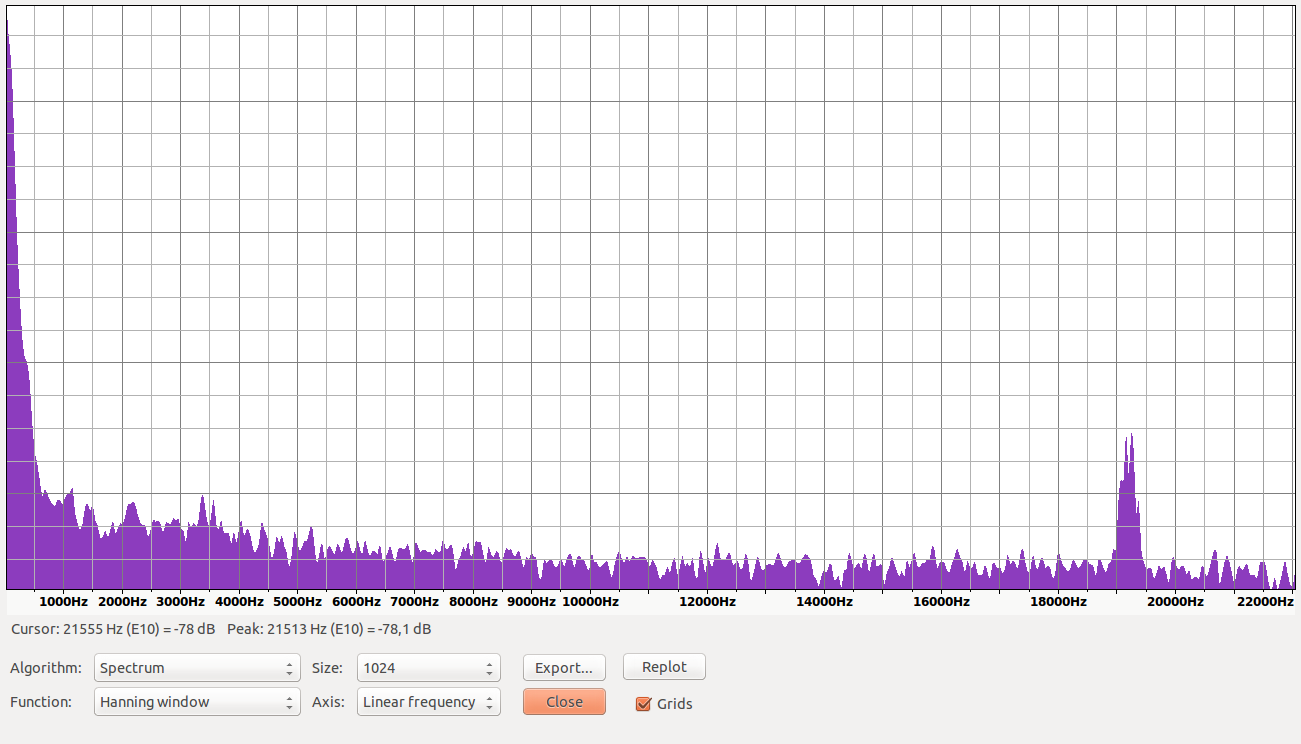 1000Hz 2000Hz 3000Hz 4000Hz 5000Hz 6000Hz 7000Hz 8000Hz 9000Hz 10000Hz 12000Hz 14000Hz 16000Hz 18000Hz 20000Hz 22000Hz
Cursor: 21555 Hz (E10) = -78 dB Peak: 21513 Hz (E10) = -78,1 dB
Algorithm: Spectrum Size: 1024 Export... Replot
Function: Hanning window Axis: Linear frequency Close Grids